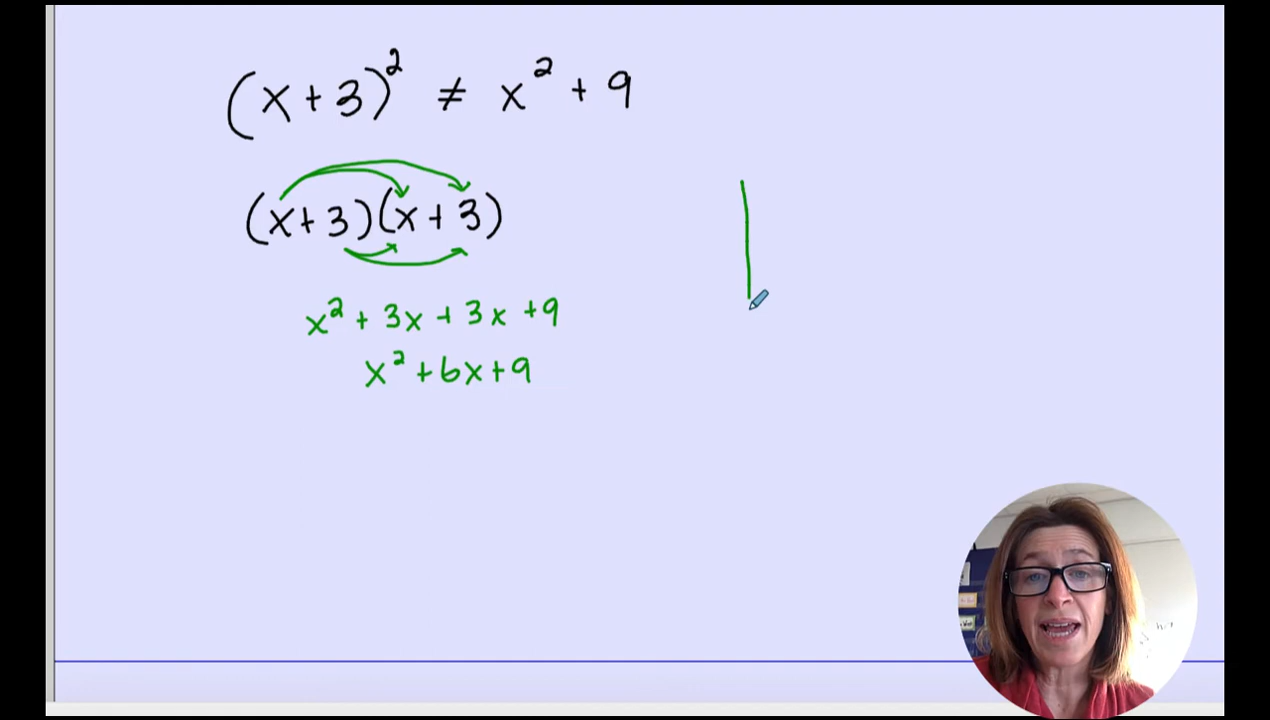 (x+3)² ≠ x² + 9
(x+3)(x+3)
x² + 3x + 3x +9
x² +6x+9